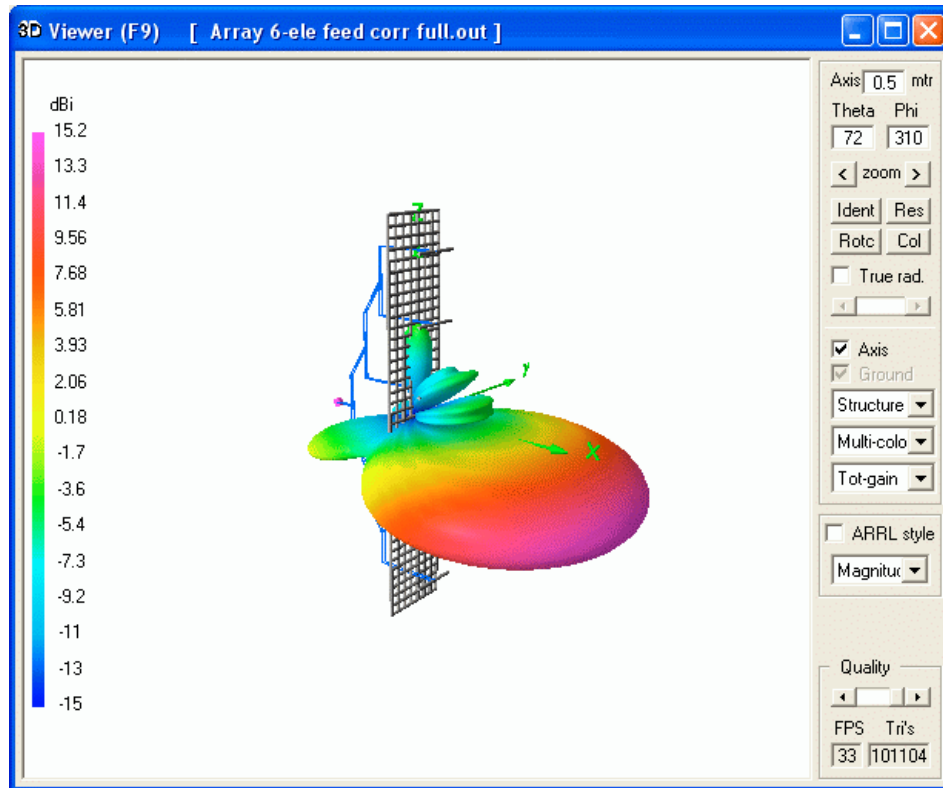 3D Viewer (F9) [ Array 6-ele feed corr full.out ]
dBi
15.2
13.3
11.4
9.56
7.68
5.81
3.93
2.06
0.18
-1.7
-3.6
-5.4
-7.3
-9.2
-11
-13
-15
Z
Y
X
Axis 0.5 mtr
Theta Phi
72 310
< zoom >
Ident Res
Rotc Col
True rad.
Axis
Ground
Structure
Multi-colo
Tot-gain
ARRL style
Magnituc
Quality
FPS Tri's
33 101104